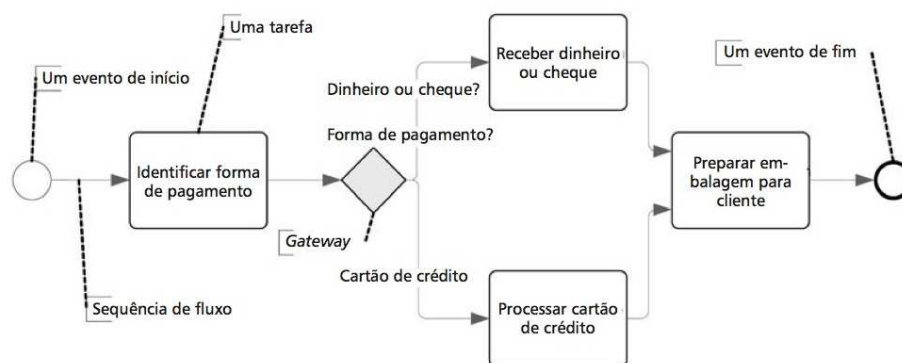 Uma tarefa
Receber dinheiro
ou cheque
Um evento de fim
Um evento de início
Dinheiro ou cheque?
Forma de pagamento?
Identificar forma
de pagamento
Preparar em-
balagem para
cliente
Gateway
Cartão de crédito
Sequência de fluxo
Processar cartão
de crédito